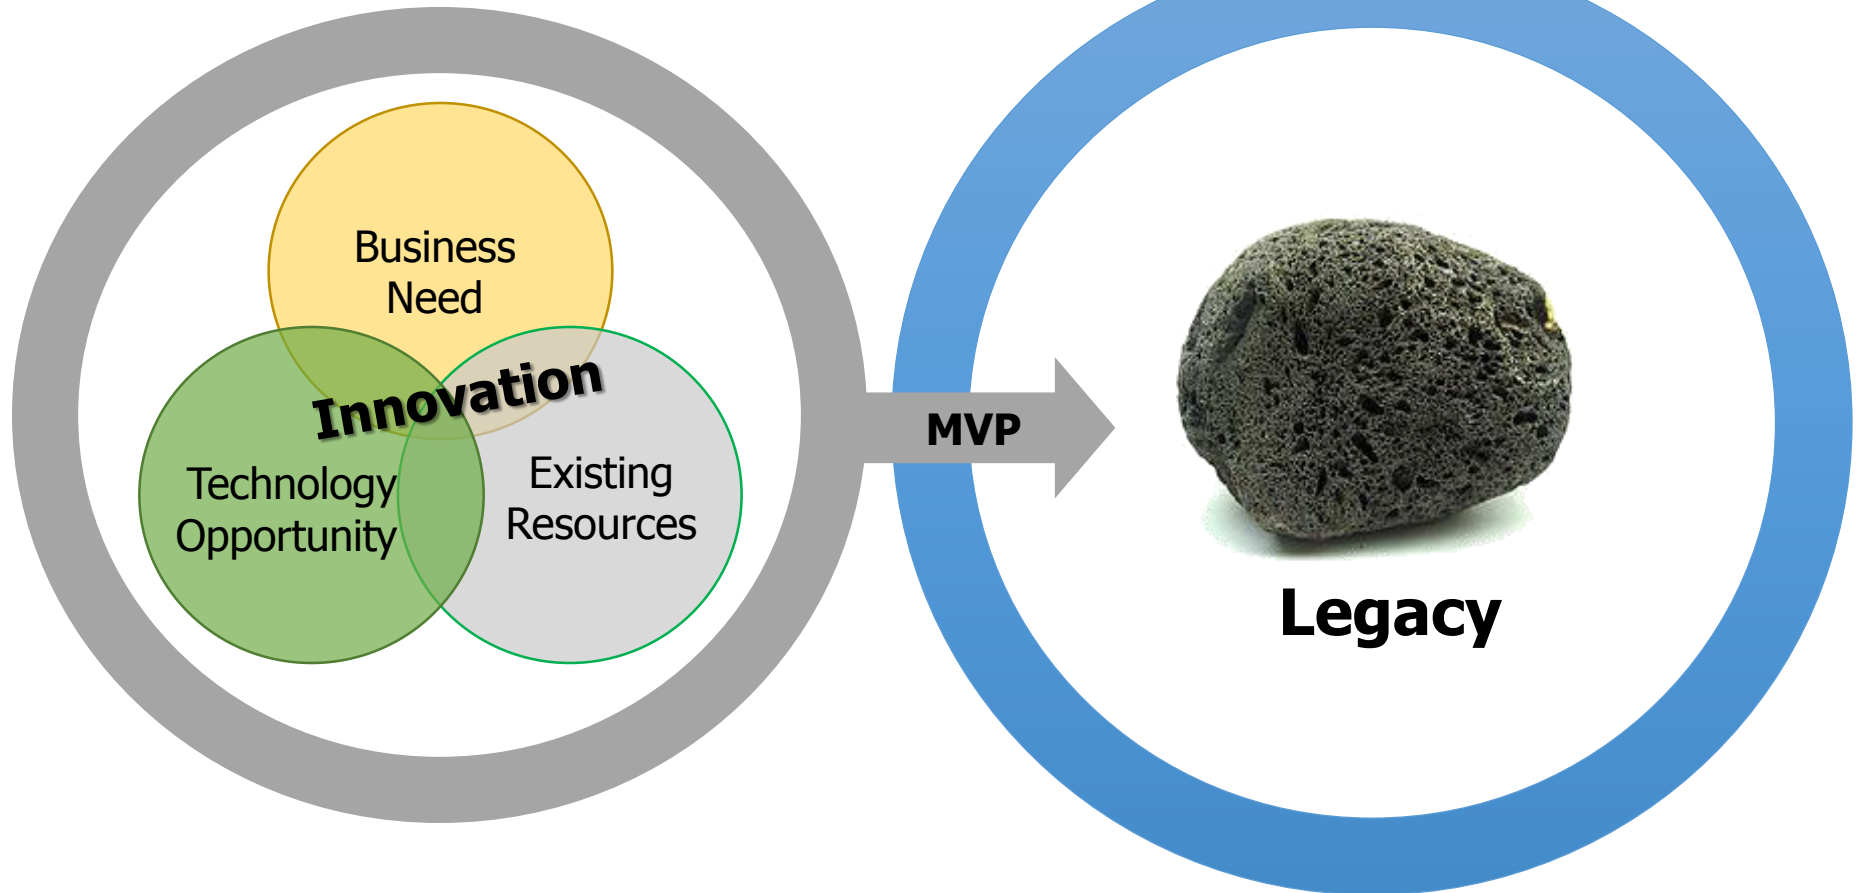 Business
Need
Innovation
Technology
Opportunity
Existing
Resources
MVP
Legacy